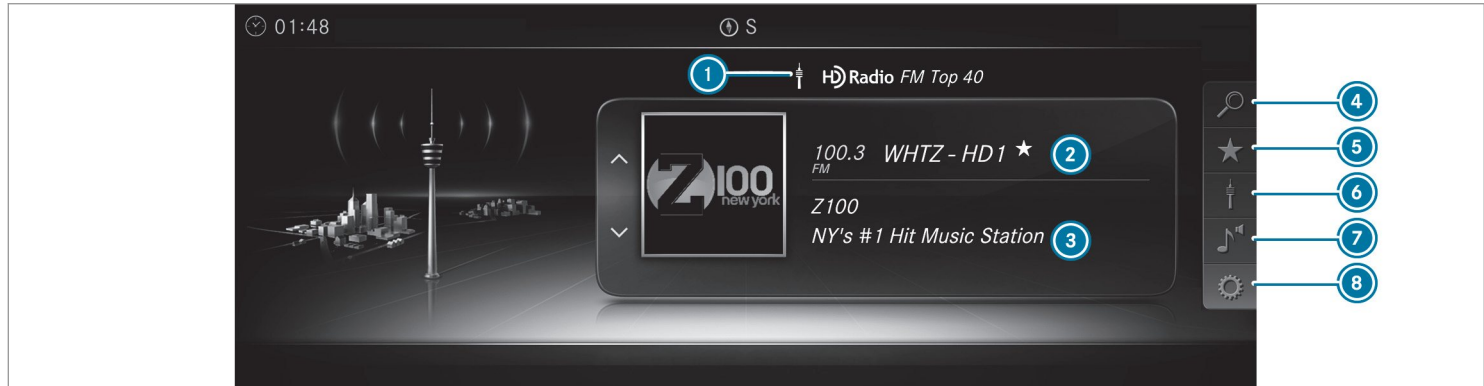 01:48
S
1
HD Radio FM Top 40
4
5
6
7
8
Z100
new york
100.3 WHTZ - HD1 ★ 2
FM
Z100
NY's #1 Hit Music Station 3